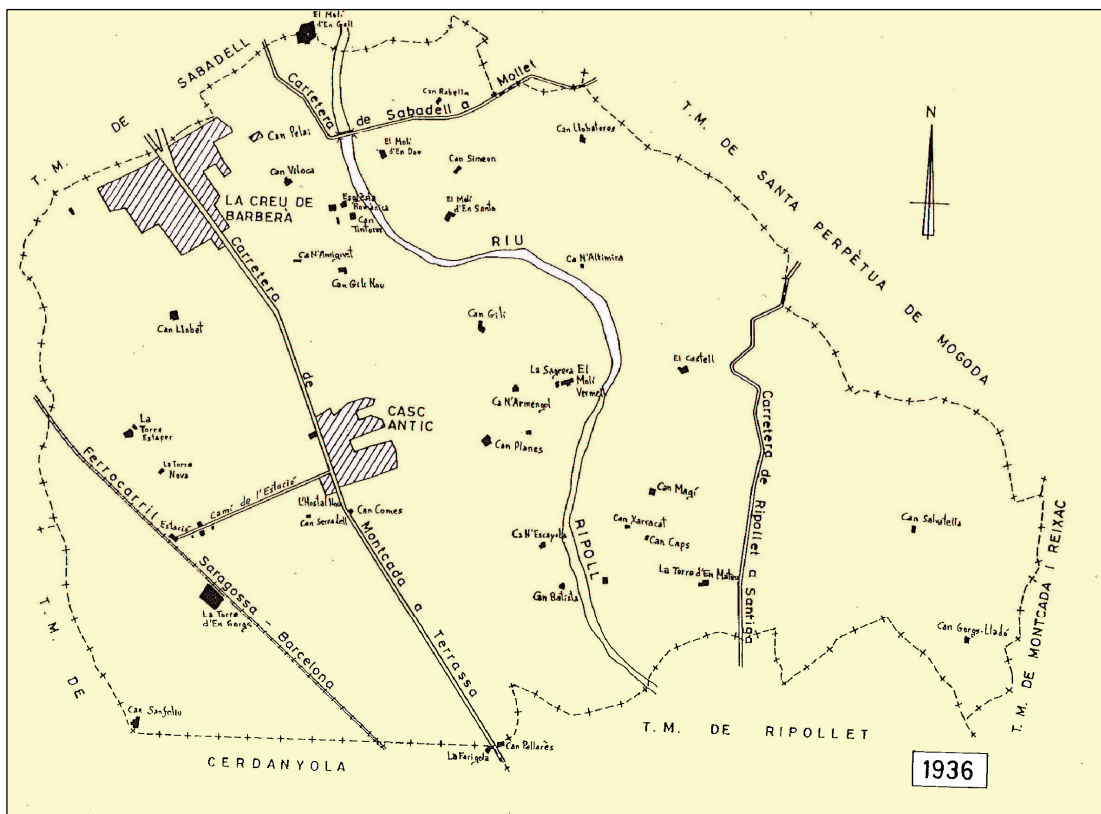 El Molí
d'En Gall
SABADELL
T. M. DE
Carretera de Sabadell a Mollet
Can Rabella
Can Llobateres
T. M. DE SANTA PERPÈTUA DE MOGODA
N
Can Pelai
El Molí
d'En Dou
Can Simeon
Can Viloca
LA CREU DE
BARBERÀ
Església
Romànica
Can
Tintorer
El Molí
d'En Santo
RIU
Ca N'Amiguet
Can Gili Nou
Ca N'Altimira
Can Llobet
Can Gili
El Castell
La Sagrera
El
Molí
Vermell
Ca N'Armengol
Can Planes
CASC
ANTIC
La
Torre
Estaper
La Torre
Nova
Carretera de Montcada a Terrassa
Camí de l'Estació
Estació
L'Hostal Nou
Can Serradell
Can Comes
Ferrocarril Saragossa - Barcelona
La Torre
d'En Gorgs
Can Magí
Can Xarracat
Can Caps
Ca N'Escayola
RIPOLL
Can Batista
La Torre d'En Mateu
Carretera de Ripollet a Santiga
Can Salvatella
Can Gorgs-Lladó
T. M. DE MONTCADA I REIXAC
T. M. DE
CERDANYOLA
Can Sanfeliu
La Farigola
Can Pallarès
T. M. DE RIPOLLET
1936